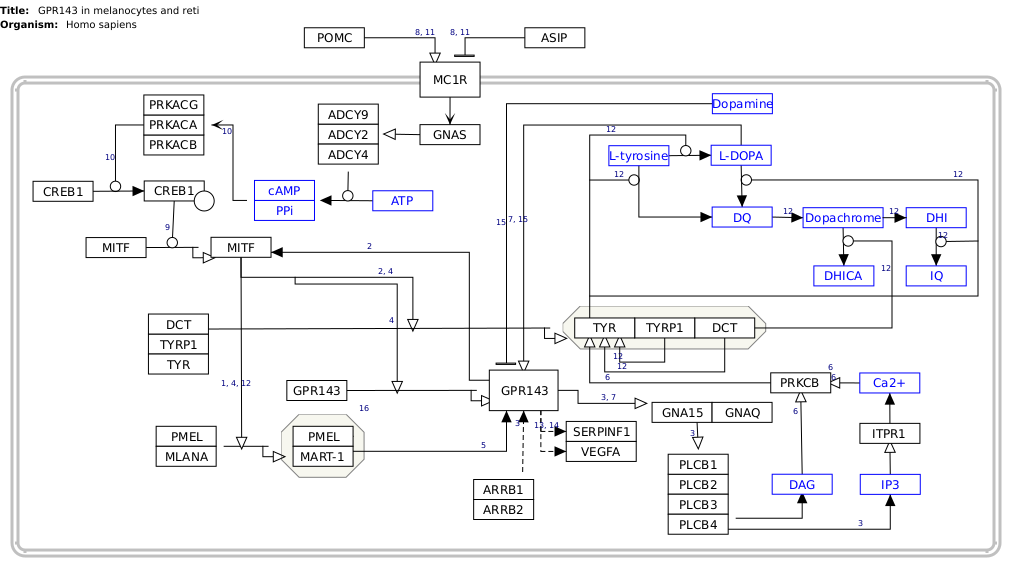 Title: GPR143 in melanocytes and reti
Organism: Homo sapiens
POMC
8, 11
8, 11
ASIP
MC1R
PRKACG
PRKACA
PRKACB
10
10
ADCY9
ADCY2
ADCY4
GNAS
Dopamine
12
L-tyrosine
L-DOPA
CREB1
CREB1
cAMP
PPi
ATP
12
12
9
15
7, 15
DQ
12
Dopachrome
12
DHI
12
MITF
MITF
2
2, 4
DHICA
12
IQ
4
DCT
TYRP1
TYR
TYR
TYRP1
DCT
12
12
6
1, 4, 12
GPR143
GPR143
16
3, 7
PRKCB
6
6
Ca2+
6
GNA15
GNAQ
3
13, 14
PMEL
MLANA
PMEL
MART-1
5
SERPINF1
VEGFA
3
ITPR1
ARRB1
ARRB2
PLCB1
PLCB2
PLCB3
PLCB4
DAG
IP3
3